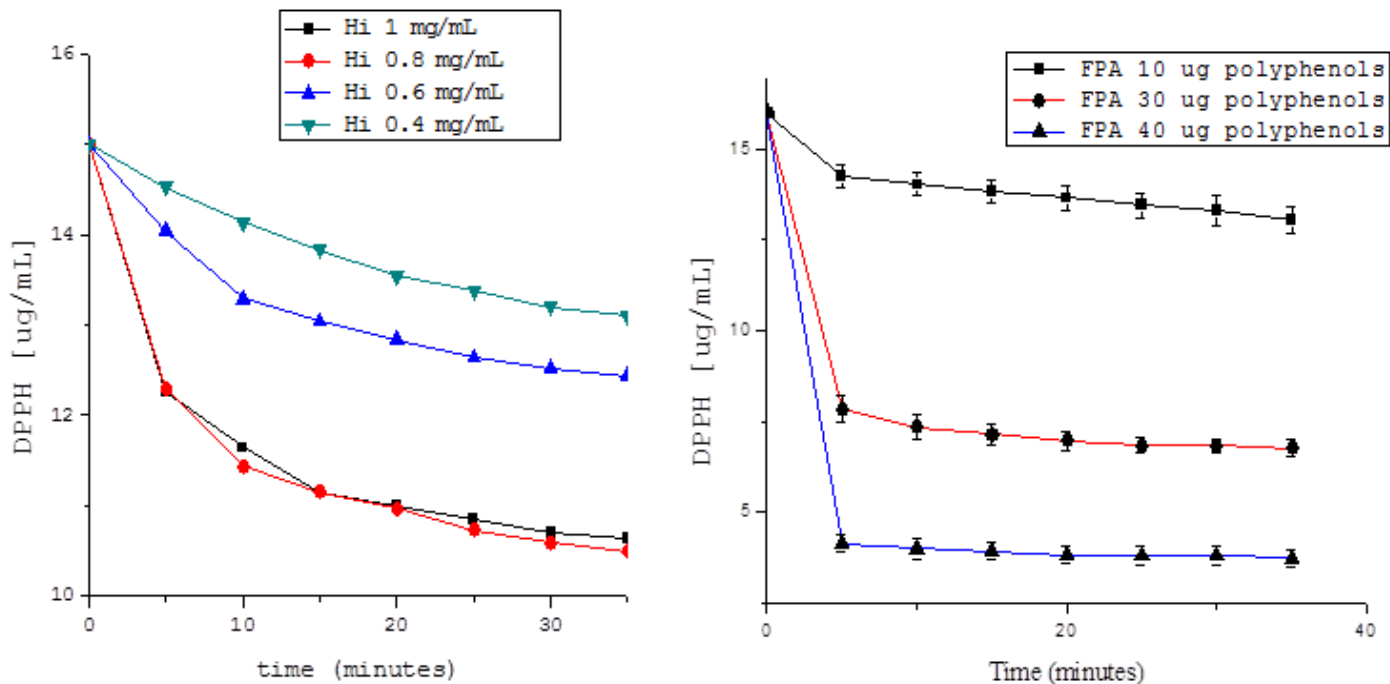 Hi 1 mg/mL
Hi 0.8 mg/mL
Hi 0.6 mg/mL
Hi 0.4 mg/mL
16
14
12
10
DPPH [ug/mL]
0
10
20
30
time (minutes)
FPA 10 ug polyphenols
FPA 30 ug polyphenols
FPA 40 ug polyphenols
15
10
5
DPPH [ug/mL]
0
20
40
Time (minutes)